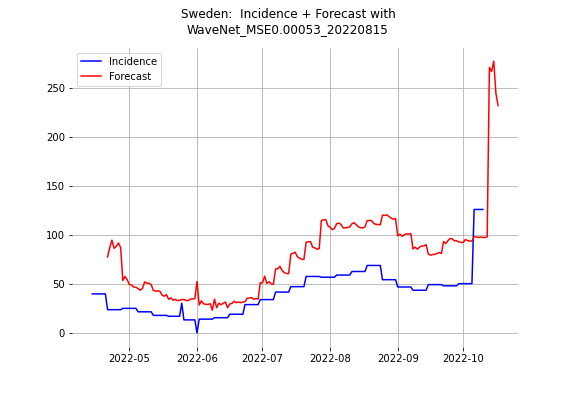 Sweden:  Incidence + Forecast with
WaveNet_MSE0.00053_20220815
Incidence
Forecast
250
200
150
100
50
0
2022-05 2022-06 2022-07 2022-08 2022-09 2022-10